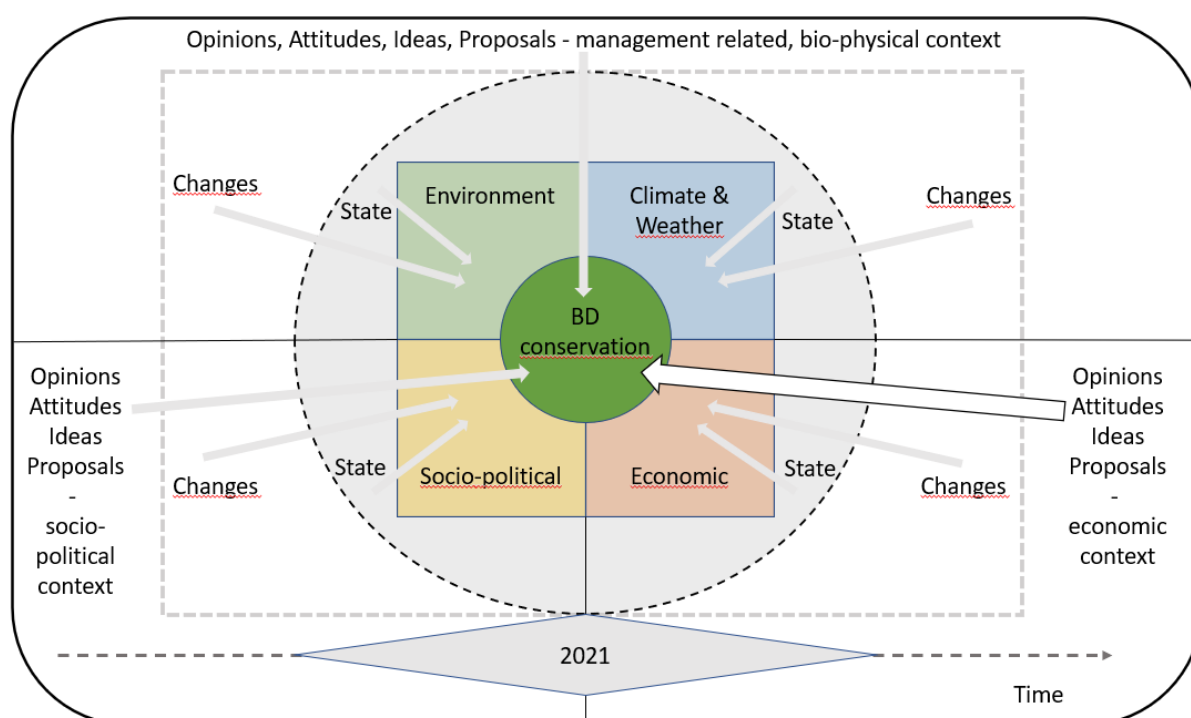 Opinions, Attitudes, Ideas, Proposals - management related, bio-physical context
Changes
State
Environment
Climate &
Weather
State
Changes
BD
conservation
Opinions
Attitudes
Ideas
Proposals
-
socio-
political
context
Changes
State
Socio-political
Economic
State
Changes
Opinions
Attitudes
Ideas
Proposals
-
economic
context
2021
Time